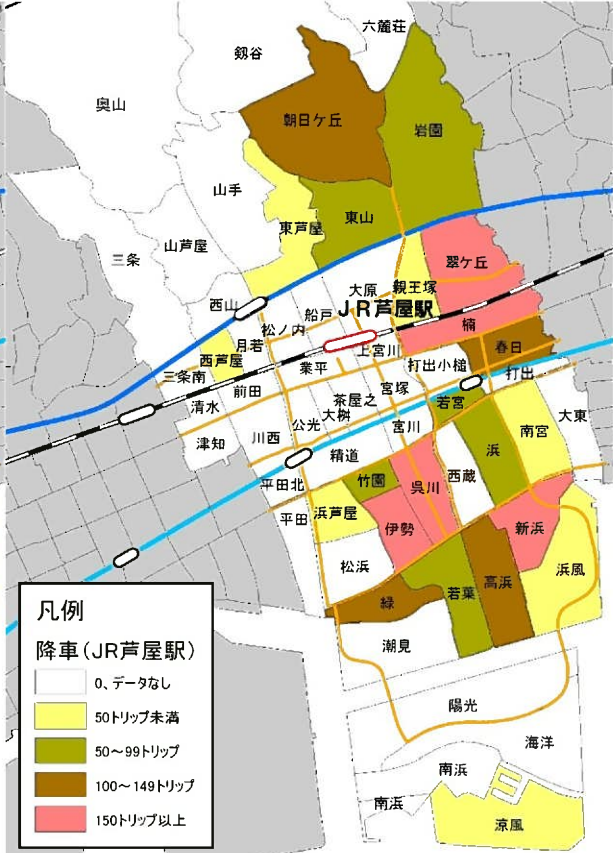 六麓荘
剱谷
奥山
朝日ケ丘
岩園
山手
東芦屋
東山
山芦屋
三条
翠ケ丘
大原
親王塚
西山
船戸
JR芦屋駅
松ノ内
楠
月若
上宮川
春日
西芦屋
業平
打出小槌
打出
三条南
前田
宮塚
清水
茶屋之
若宮
大東
大桝
公光
宮川
南宮
津知
川西
浜
精道
西蔵
竹園
呉川
平田北
平田
浜芦屋
伊勢
新浜
松浜
浜風
高浜
若葉
緑
潮見
陽光
海洋
南浜
南浜
涼風
凡例
降車(JR芦屋駅)
0、データなし
50トリップ未満
50～99トリップ
100～149トリップ
150トリップ以上